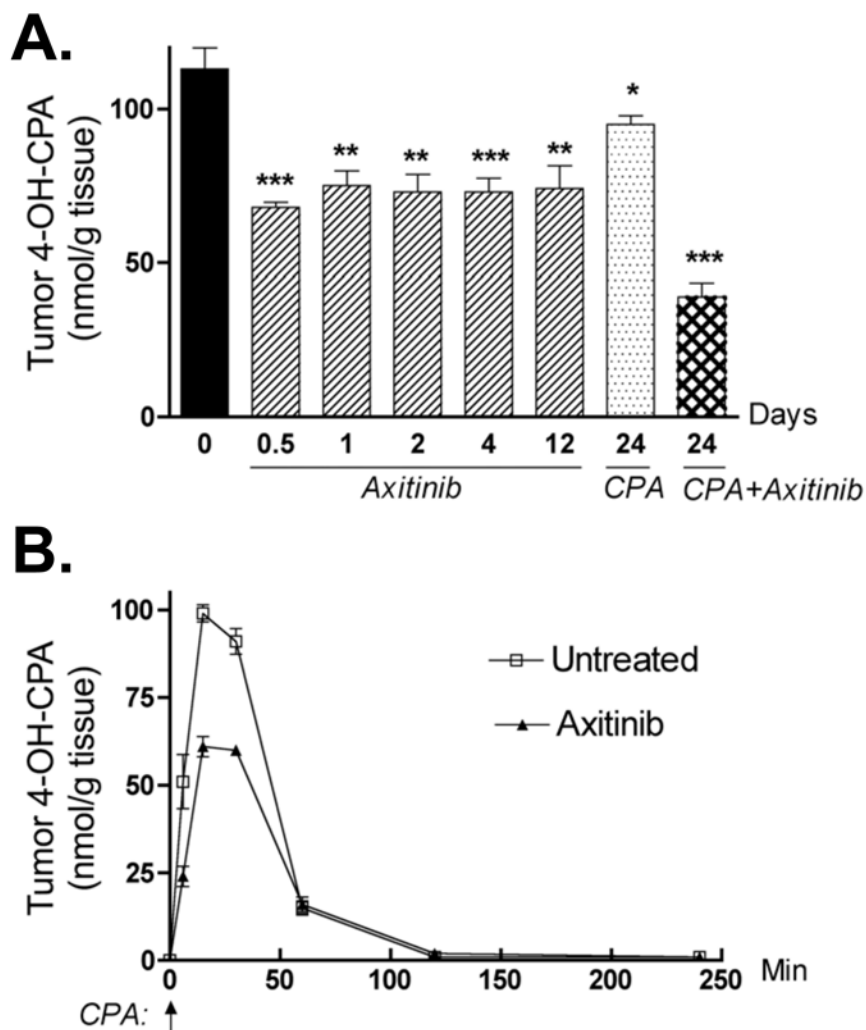 A.
Tumor 4-OH-CPA
(nmol/g tissue)
100
50
0
***
**
**
***
**
*
***
Days
0 0.5 1 2 4 12 24 24
Axitinib CPA CPA+Axitinib
B.
Tumor 4-OH-CPA
(nmol/g tissue)
100
75
50
25
0
Untreated
Axitinib
0 50 100 150 200 250 Min
CPA: